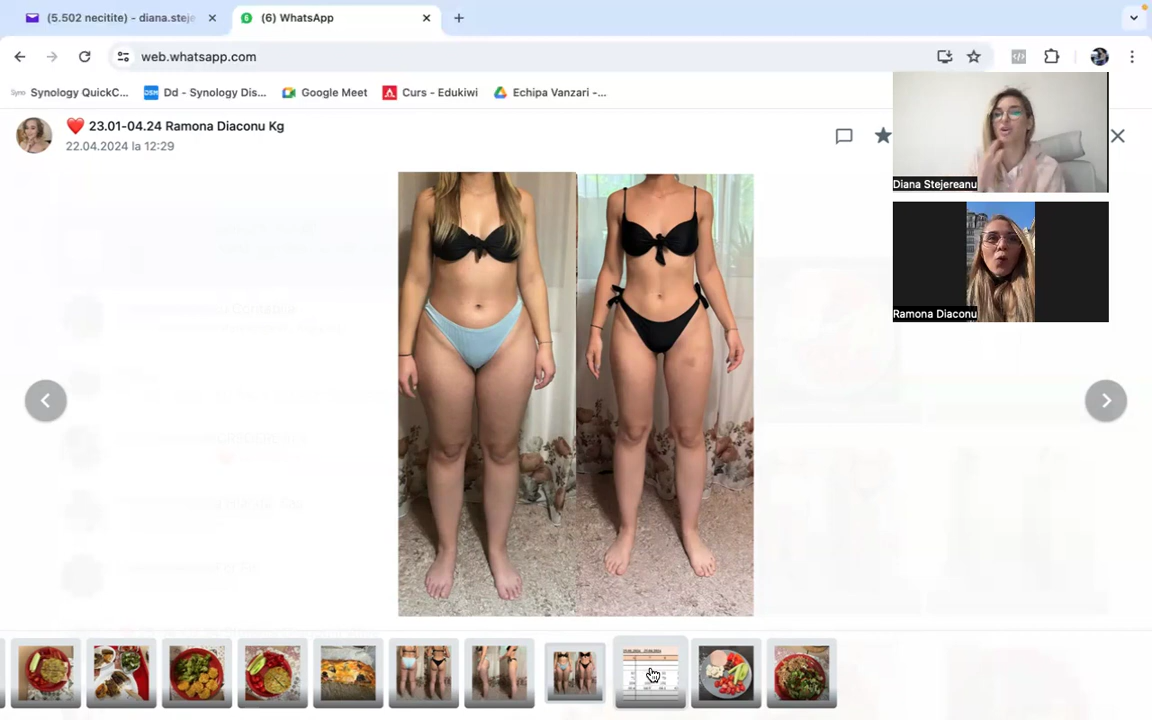 (5.502 necitite) - diana.steje
(6) WhatsApp
web.whatsapp.com
Synology QuickC...
Dd - Synology Dis...
Google Meet
Curs - Edukiwi
Echipa Vanzari -...
23.01-04.24 Ramona Diaconu Kg
22.04.2024 la 12:29
Diana Stejereanu
Ramona Diaconu